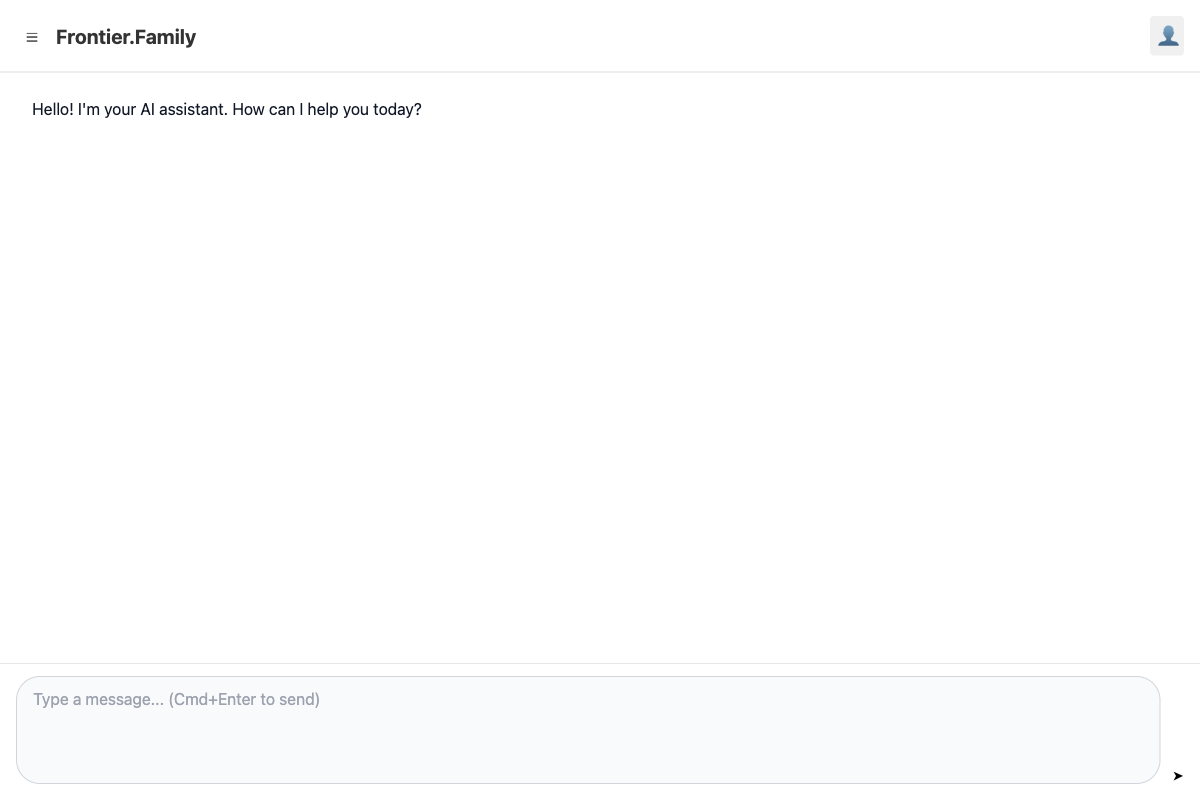 Frontier.Family
Hello! I'm your AI assistant. How can I help you today?
Type a message... (Cmd+Enter to send)